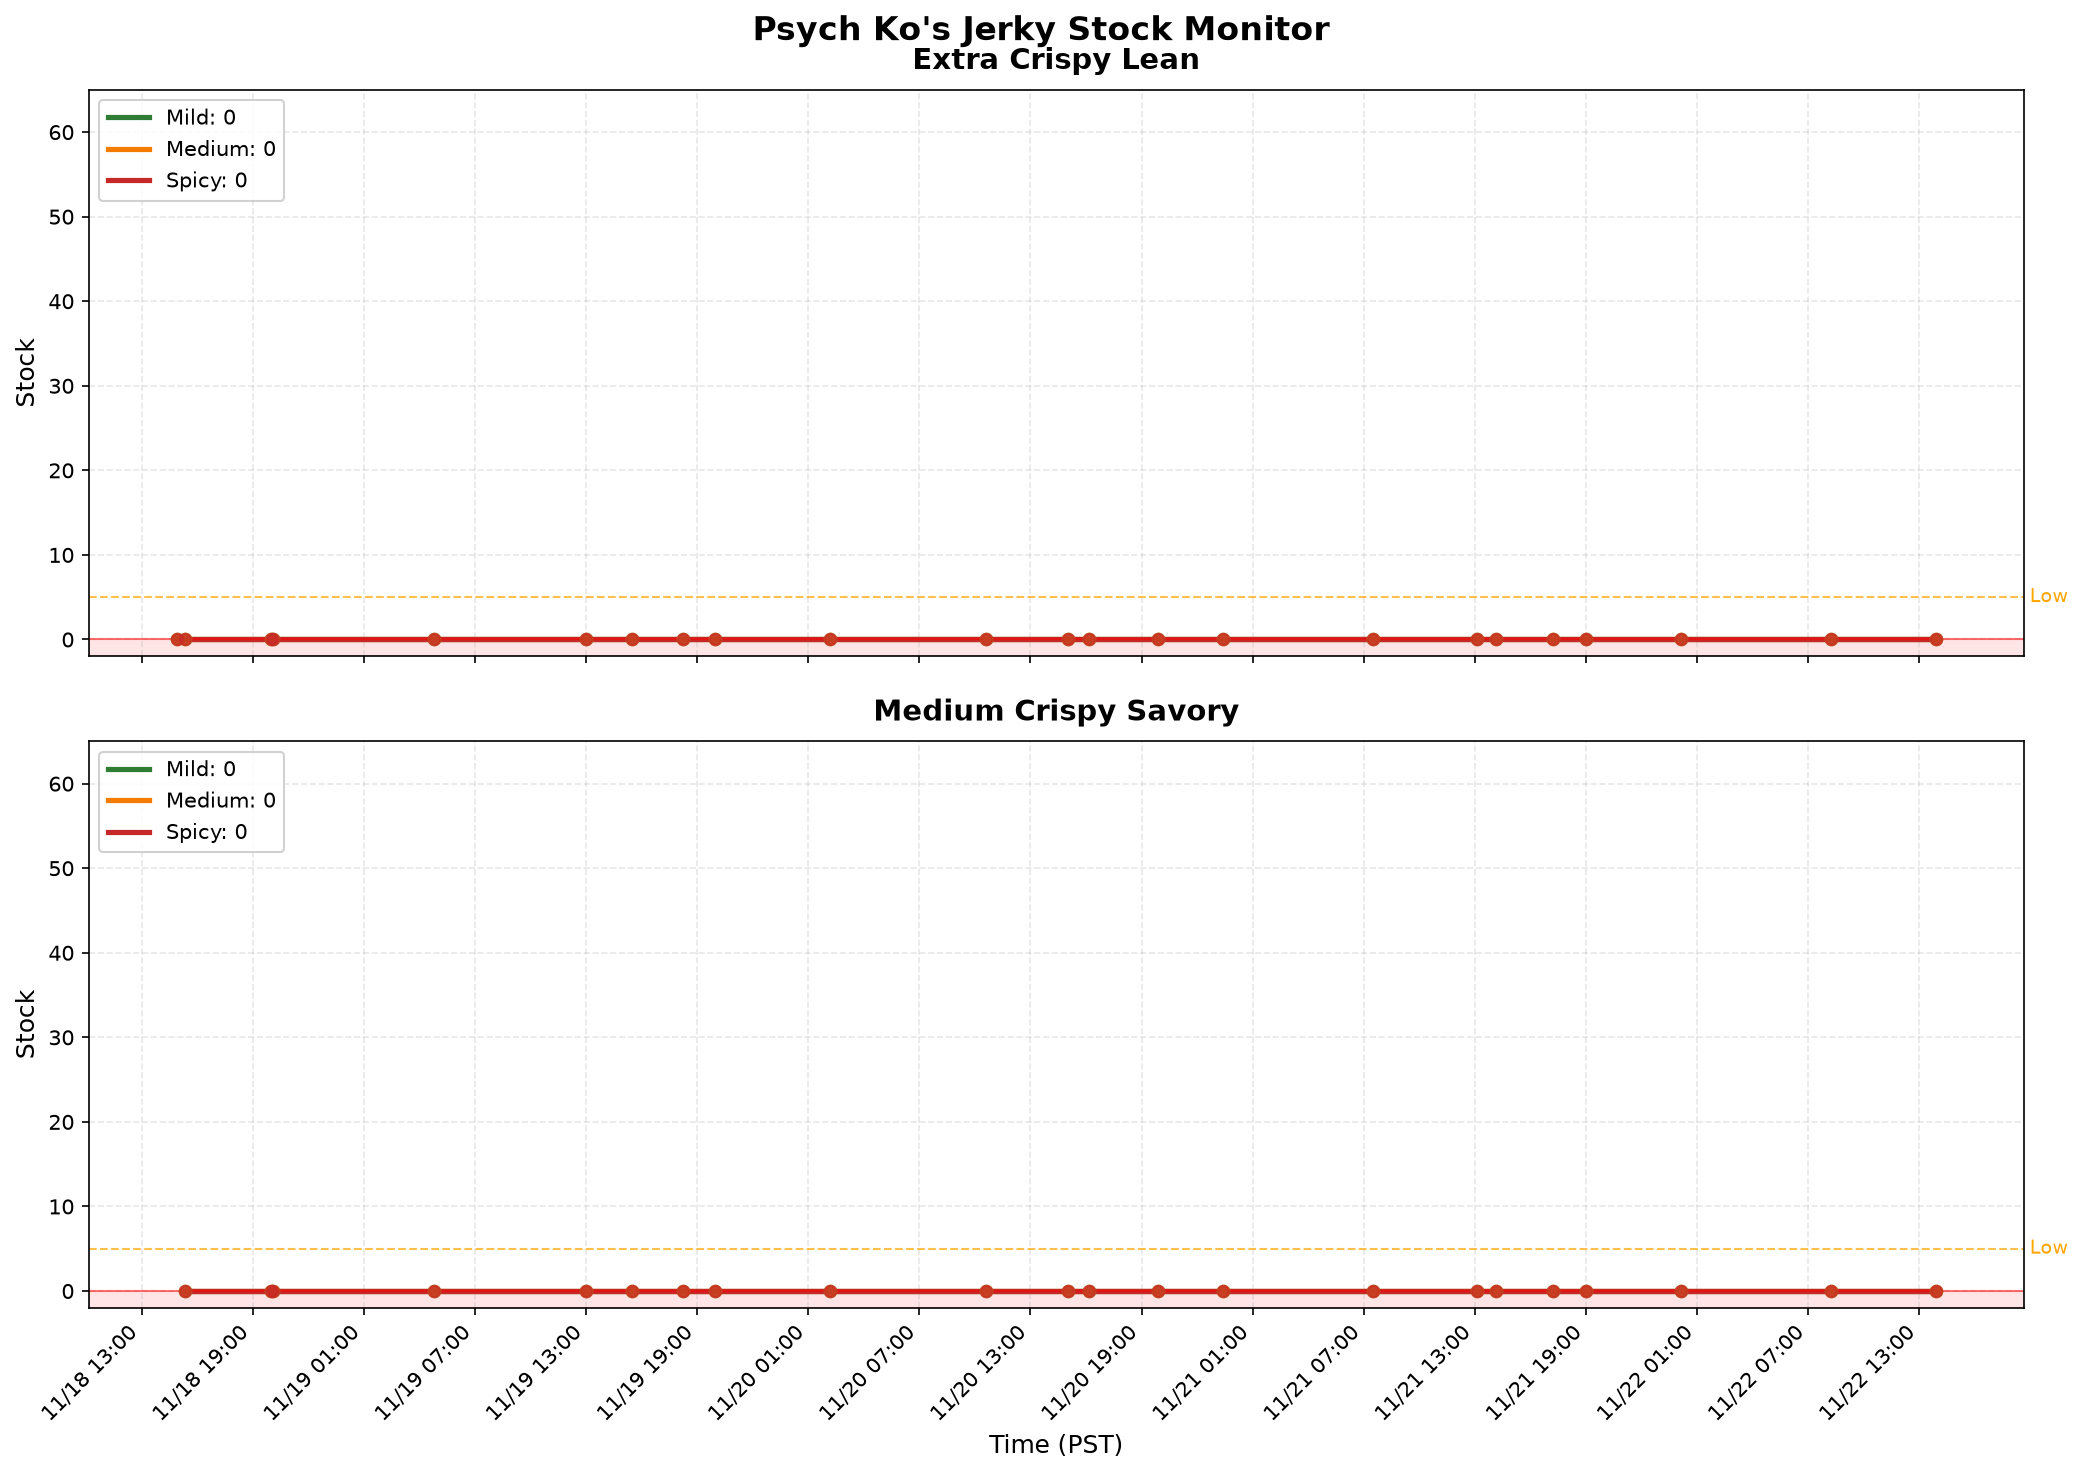 Psych Ko's Jerky Stock Monitor
Extra Crispy Lean
Mild: 0
Medium: 0
Spicy: 0
60
50
40
30
20
10
0
Stock
Low
Medium Crispy Savory
Mild: 0
Medium: 0
Spicy: 0
60
50
40
30
20
10
0
Stock
Low
11/18 13:00
11/18 19:00
11/19 01:00
11/19 07:00
11/19 13:00
11/19 19:00
11/20 01:00
11/20 07:00
11/20 13:00
11/20 19:00
11/21 01:00
11/21 07:00
11/21 13:00
11/21 19:00
11/22 01:00
11/22 07:00
11/22 13:00
Time (PST)